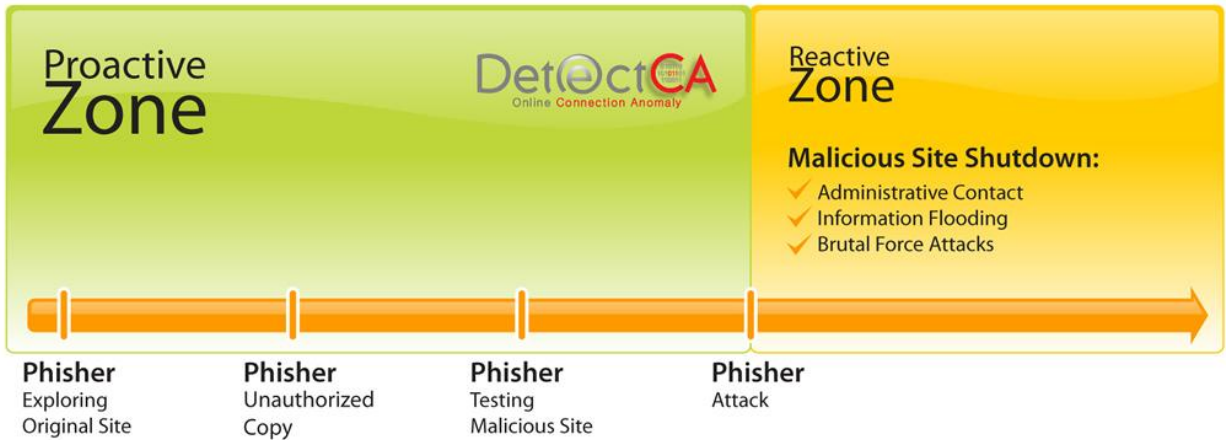 Proactive
Zone
DetectCA
Online Connection Anomaly
Reactive
Zone
Malicious Site Shutdown:
Administrative Contact
Information Flooding
Brutal Force Attacks
Phisher
Exploring
Original Site
Phisher
Unauthorized
Copy
Phisher
Testing
Malicious Site
Phisher
Attack